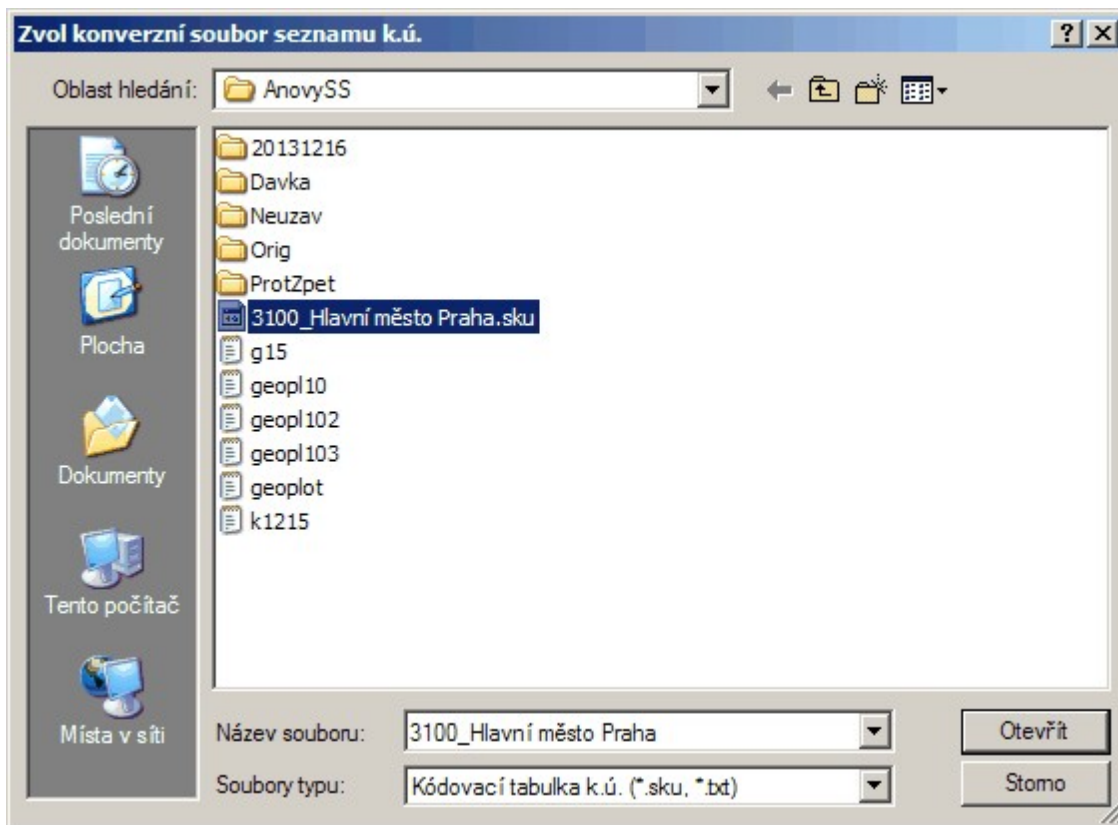 Zvol konverzní soubor seznamu k.ú.
Oblast hledání: AnovySS
20131216
Davka
Neuzav
Orig
ProtZpet
3100_Hlavní město Praha.sku
g15
geopl10
geopl102
geopl103
geoplot
k1215
Poslední
dokumenty
Plocha
Dokumenty
Tento počítač
Místa v síti
Název souboru: 3100_Hlavní město Praha Otevřít
Soubory typu: Kódovací tabulka k.ú. (*.sku, *.txt) Storno